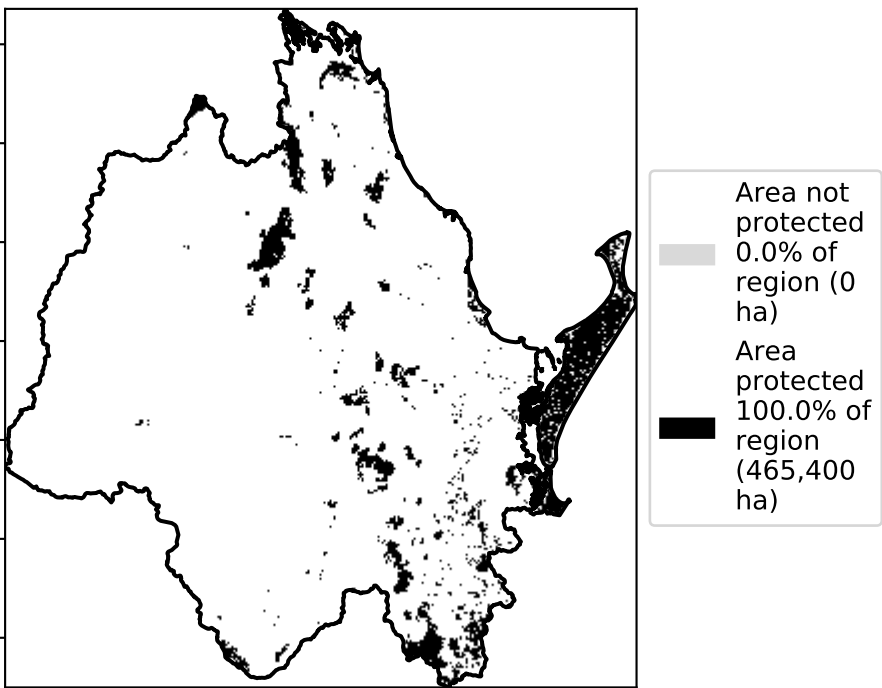 Area not
protected
0.0% of
region (0
ha)
Area
protected
100.0% of
region
(465,400
ha)